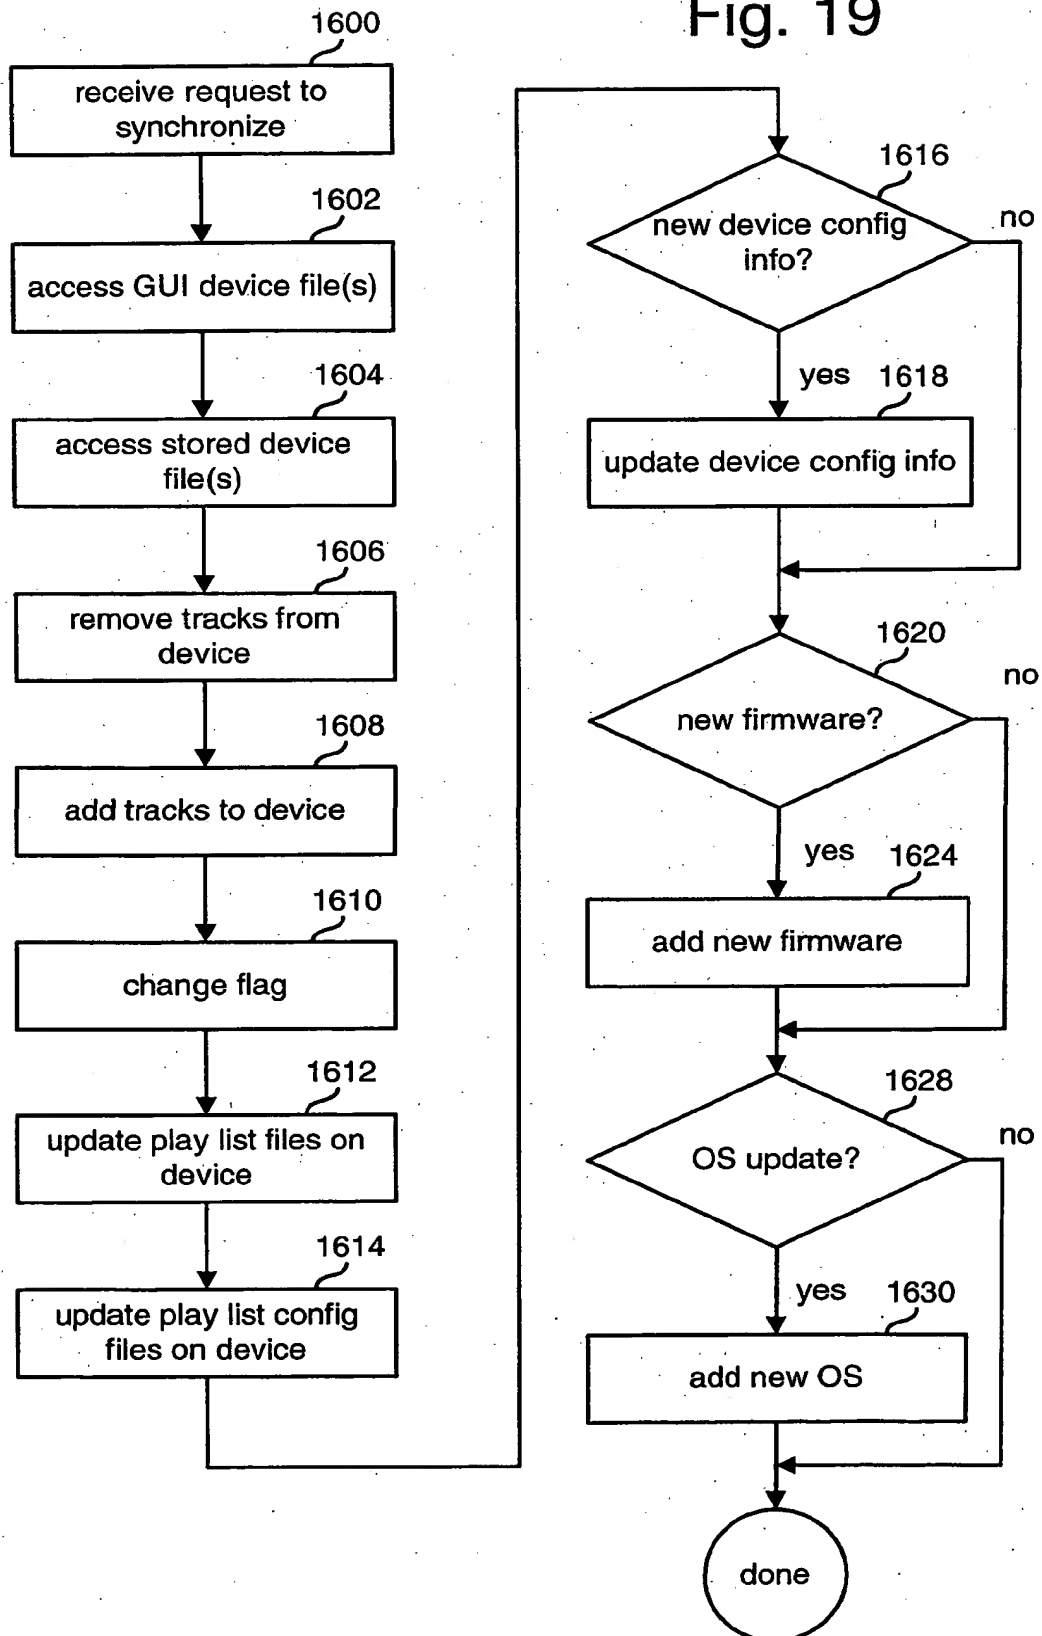 Fig. 19
1600
receive request to
synchronize
1602
access GUI device file(s)
1604
access stored device
file(s)
1606
remove tracks from
device
1608
add tracks to device
1610
change flag
1612
update play list files on
device
1614
update play list config
files on device
1616
new device config
info?
no
yes
1618
update device config info
1620
new firmware?
no
yes
1624
add new firmware
1628
OS update?
no
yes
1630
add new OS
done